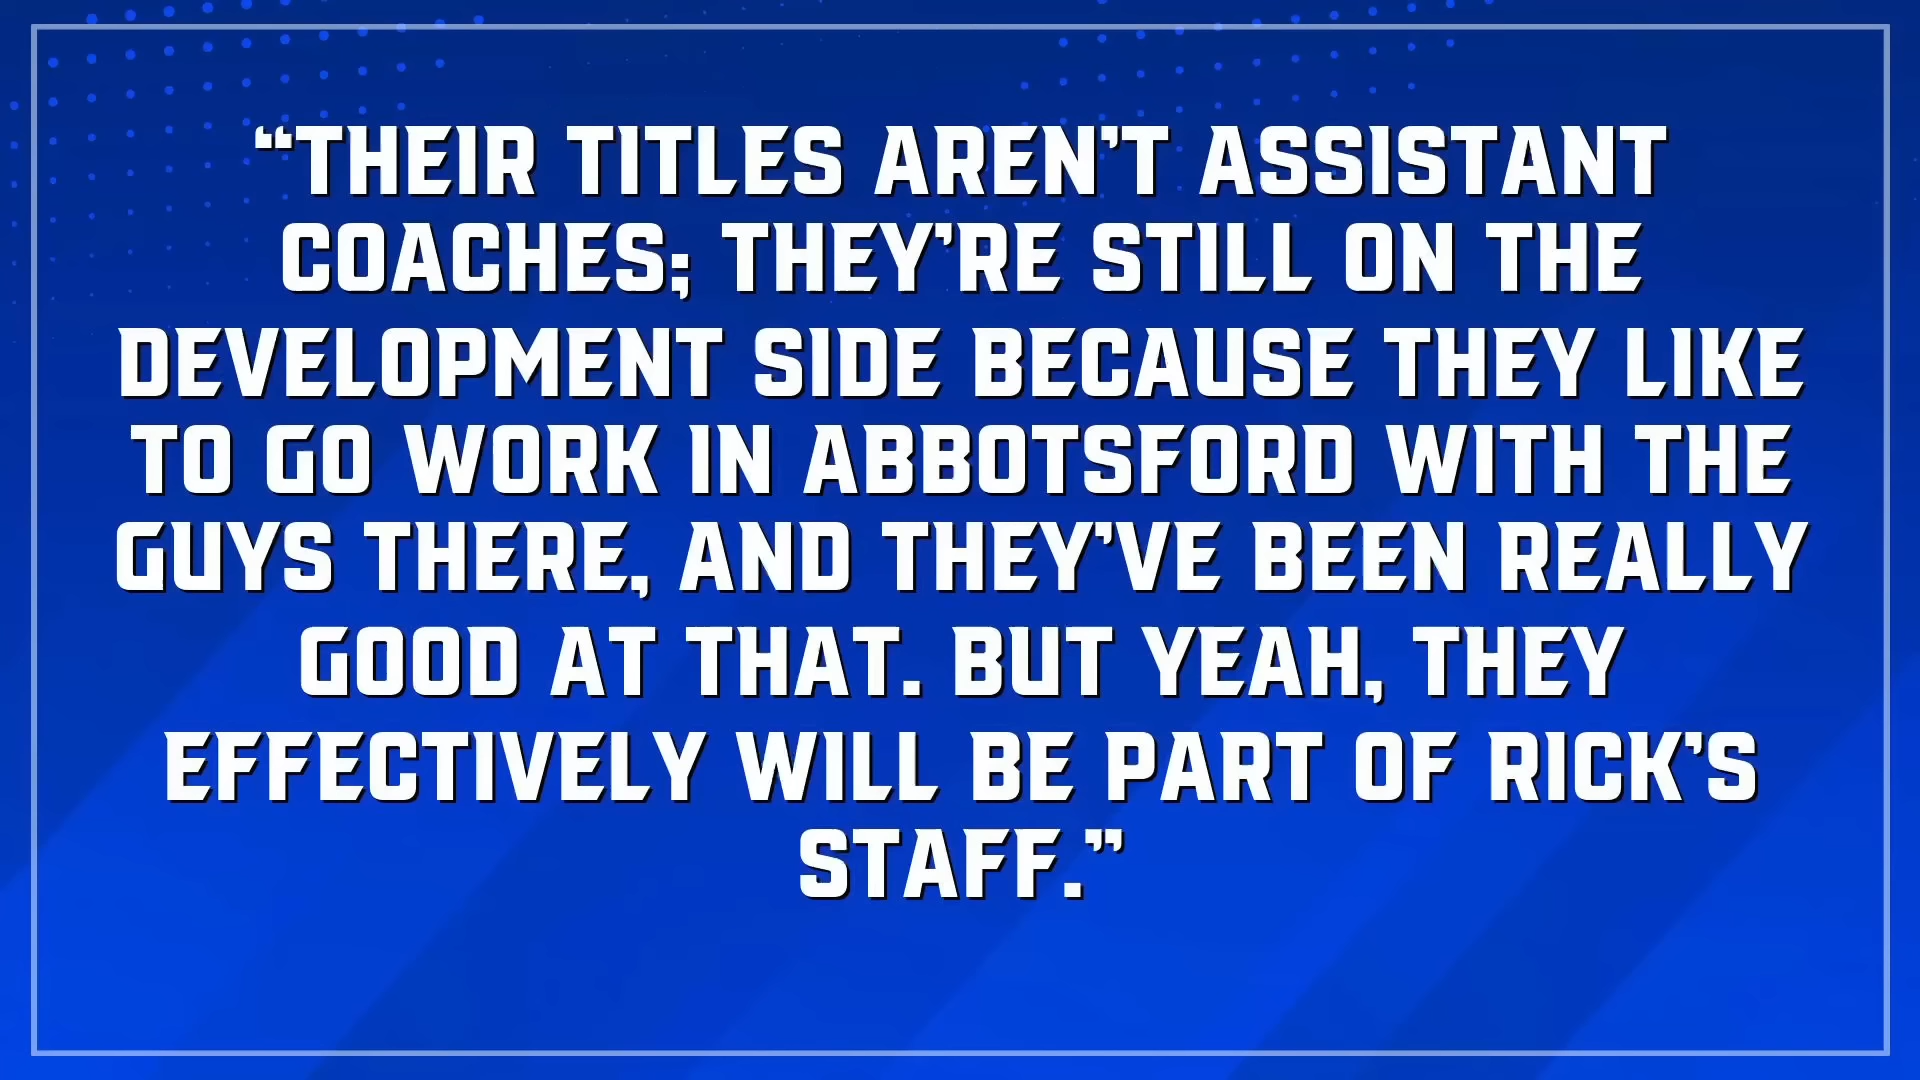 “THEIR TITLES AREN’T ASSISTANT
COACHES; THEY’RE STILL ON THE
DEVELOPMENT SIDE BECAUSE THEY LIKE
TO GO WORK IN ABBOTSFORD WITH THE
GUYS THERE, AND THEY’VE BEEN REALLY
GOOD AT THAT. BUT YEAH, THEY
EFFECTIVELY WILL BE PART OF RICK’S
STAFF.”